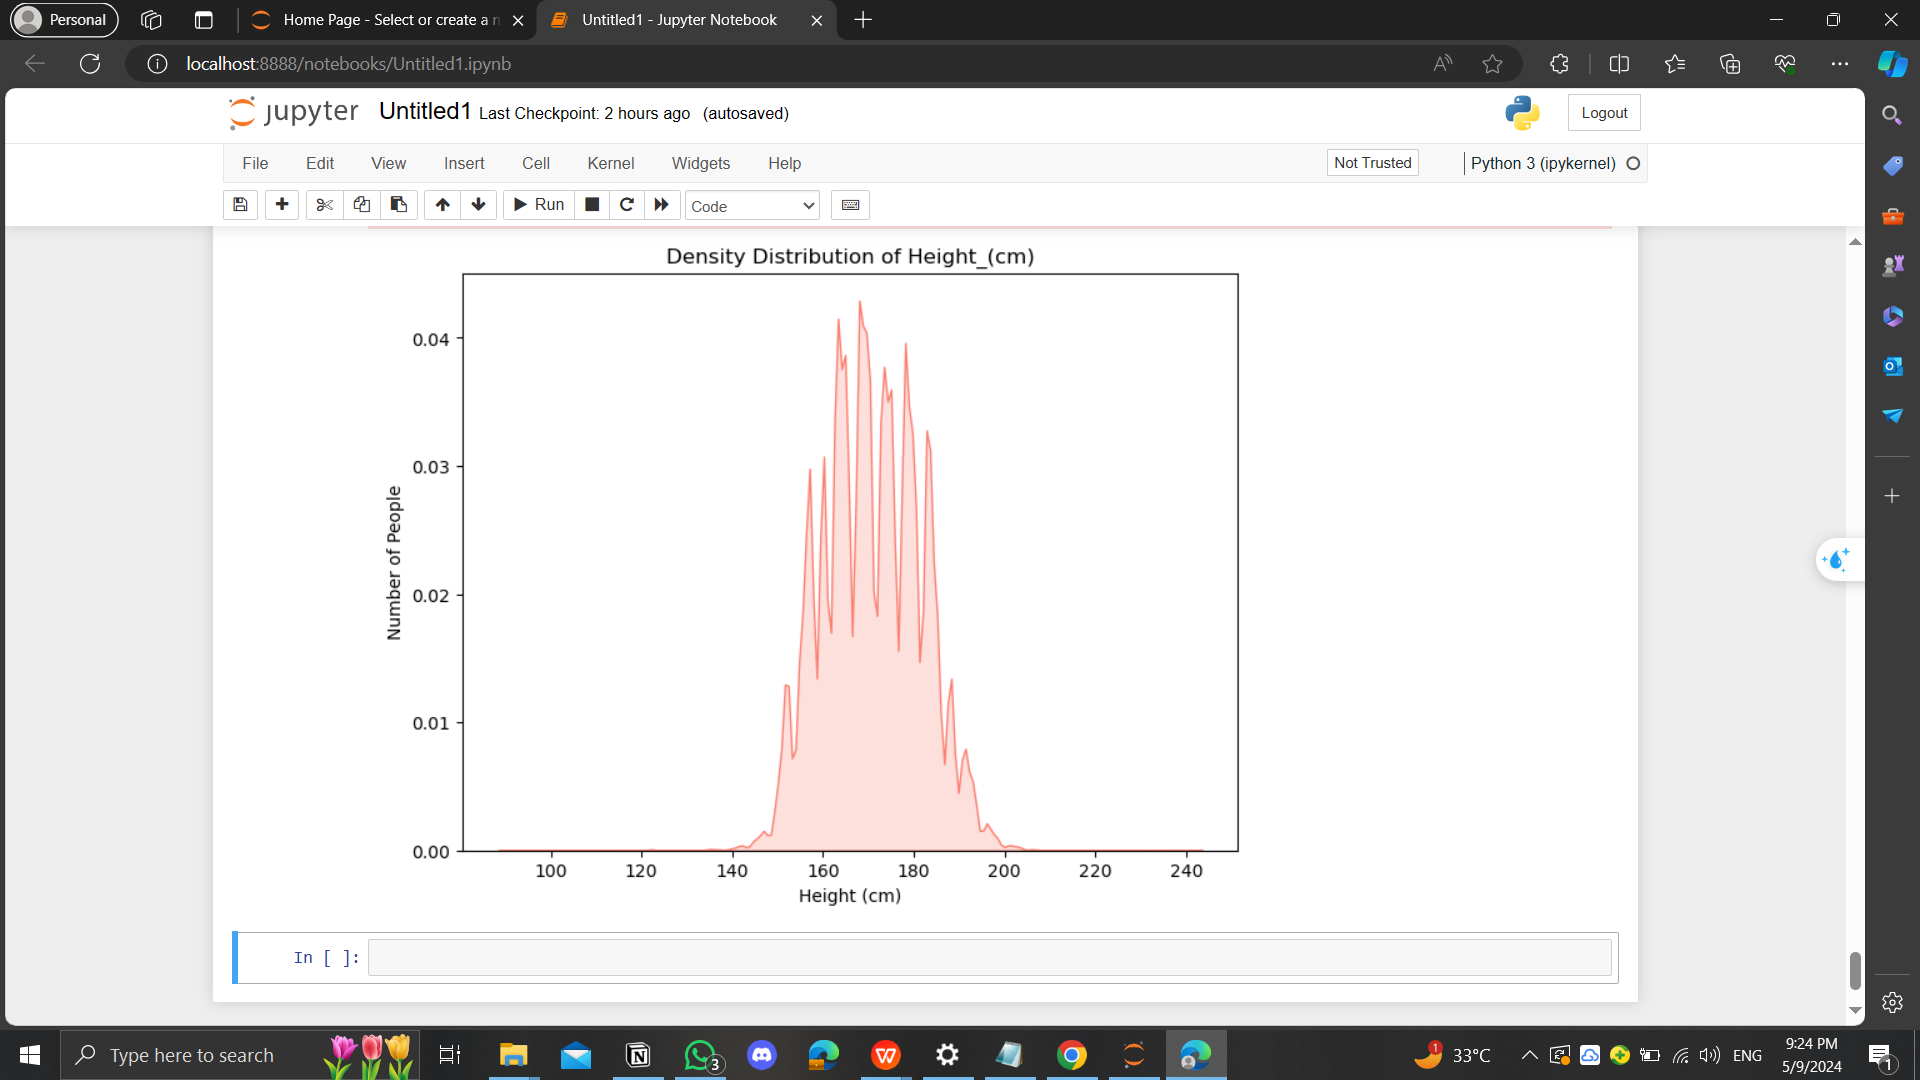 Personal
Home Page - Select or create a n
Untitled1 - Jupyter Notebook
localhost:8888/notebooks/Untitled1.ipynb
jupyter Untitled1 Last Checkpoint: 2 hours ago (autosaved)
Logout
File Edit View Insert Cell Kernel Widgets Help
Not Trusted
Python 3 (ipykernel)
Run
Code
Density Distribution of Height_(cm)
0.04
0.03
0.02
0.01
0.00
Number of People
100 120 140 160 180 200 220 240
Height (cm)
In [ ]:
Type here to search
3
1
33°C
ENG
9:24 PM
5/9/2024
1